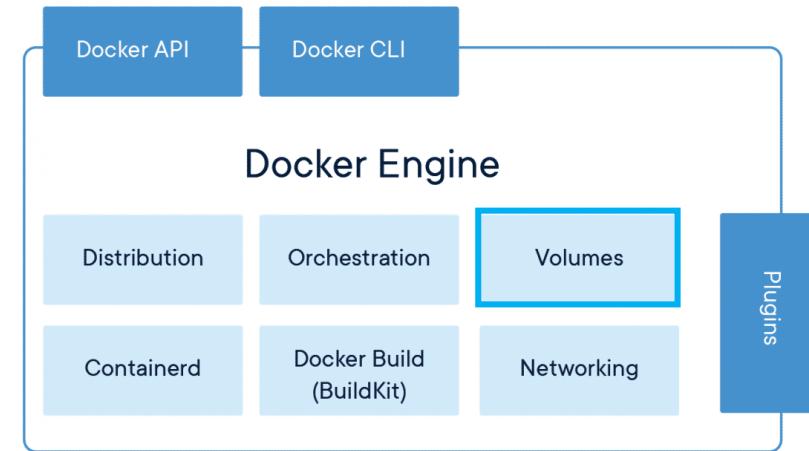 Docker API
Docker CLI
Docker Engine
Distribution
Orchestration
Volumes
Containerd
Docker Build
(BuildKit)
Networking
Plugins